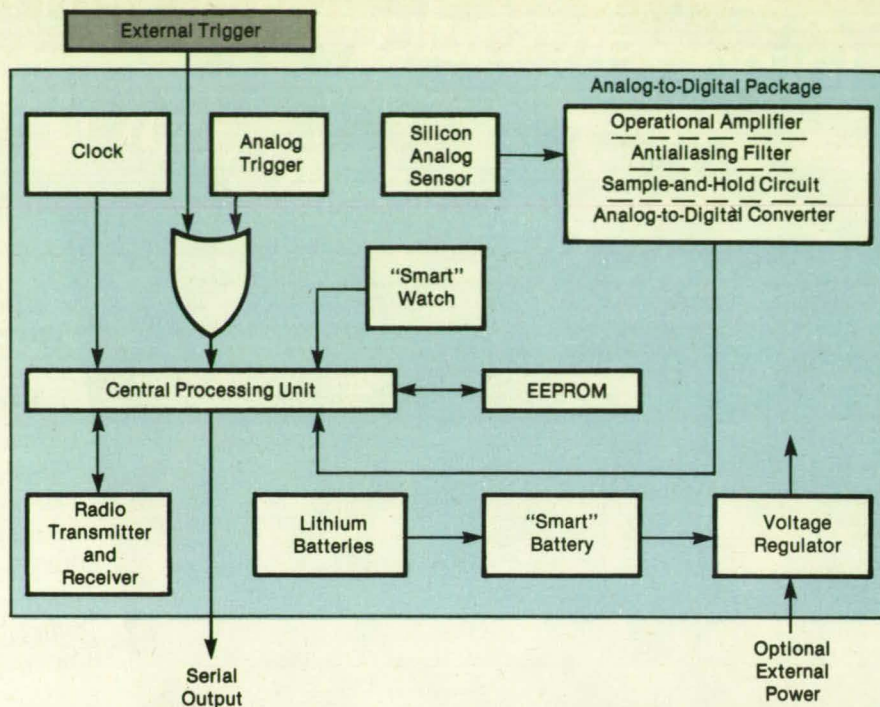 External Trigger
Analog-to-Digital Package
Clock
Analog
Trigger
Silicon
Analog
Sensor
Operational Amplifier
Antialiasing Filter
Sample-and-Hold Circuit
Analog-to-Digital Converter
“Smart”
Watch
Central Processing Unit
EEPROM
Radio
Transmitter
and
Receiver
Lithium
Batteries
“Smart”
Battery
Voltage
Regulator
Serial
Output
Optional
External
Power